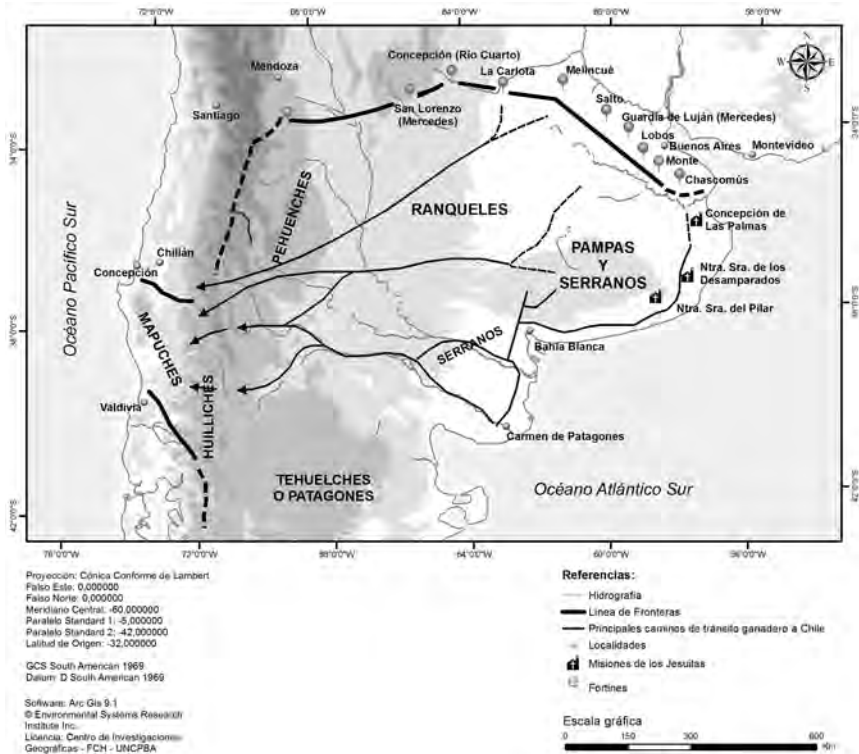 72°0'0"O
64°0'0"O
Concepción (Río Cuarto)
La Carlota
Melincué
Mendoza
Santiago
San Lorenzo
(Mercedes)
Salto
Guardia de Luján (Mercedes)
Lobos
Buenos Aires
Monte
Montevideo
Chascomús
34°0'0"S
34°0'0"S
N
W
E
S
PEHUENCHES
RANQUELES
Concepción de
Las Palmas
PAMPAS
Y
SERRANOS
Ntra. Sra. de los
Desamparados
Ntra. Sra. del Pilar
Chillán
Concepción
Océano Pacífico Sur
38°0'0"S
MAPUCHES
SERRANOS
Bahía Blanca
HUILLICHES
Valdivia
Carmen de Patagones
TEHUELCHES
O PATAGONES
Océano Atlántico Sur
42°0'0"S
76°0'0"O
72°0'0"O
68°0'0"O
64°0'0"O
60°0'0"O
56°0'0"O
Proyección: Cónica Conforme de Lambert
Falso Este: 0,000000
Falso Norte: 0,000000
Meridiano Central: -60,000000
Paralelo Standard 1: -5,000000
Paralelo Standard 2: -42,000000
Latitud de Origen: -32,000000
GCS South American 1969
Datum: D South American 1969
Software: Arc Gis 9.1
© Environmental Systems Research
Institute Inc.
Licencia: Centro de Investigaciones
Geográficas - FCH - UNCPBA
Referencias:
Hidrografía
Linea de Fronteras
Principales caminos de tránsito ganadero a Chile
Localidades
Misiones de los Jesuitas
Fortines
Escala gráfica
0 150 300 600
Km